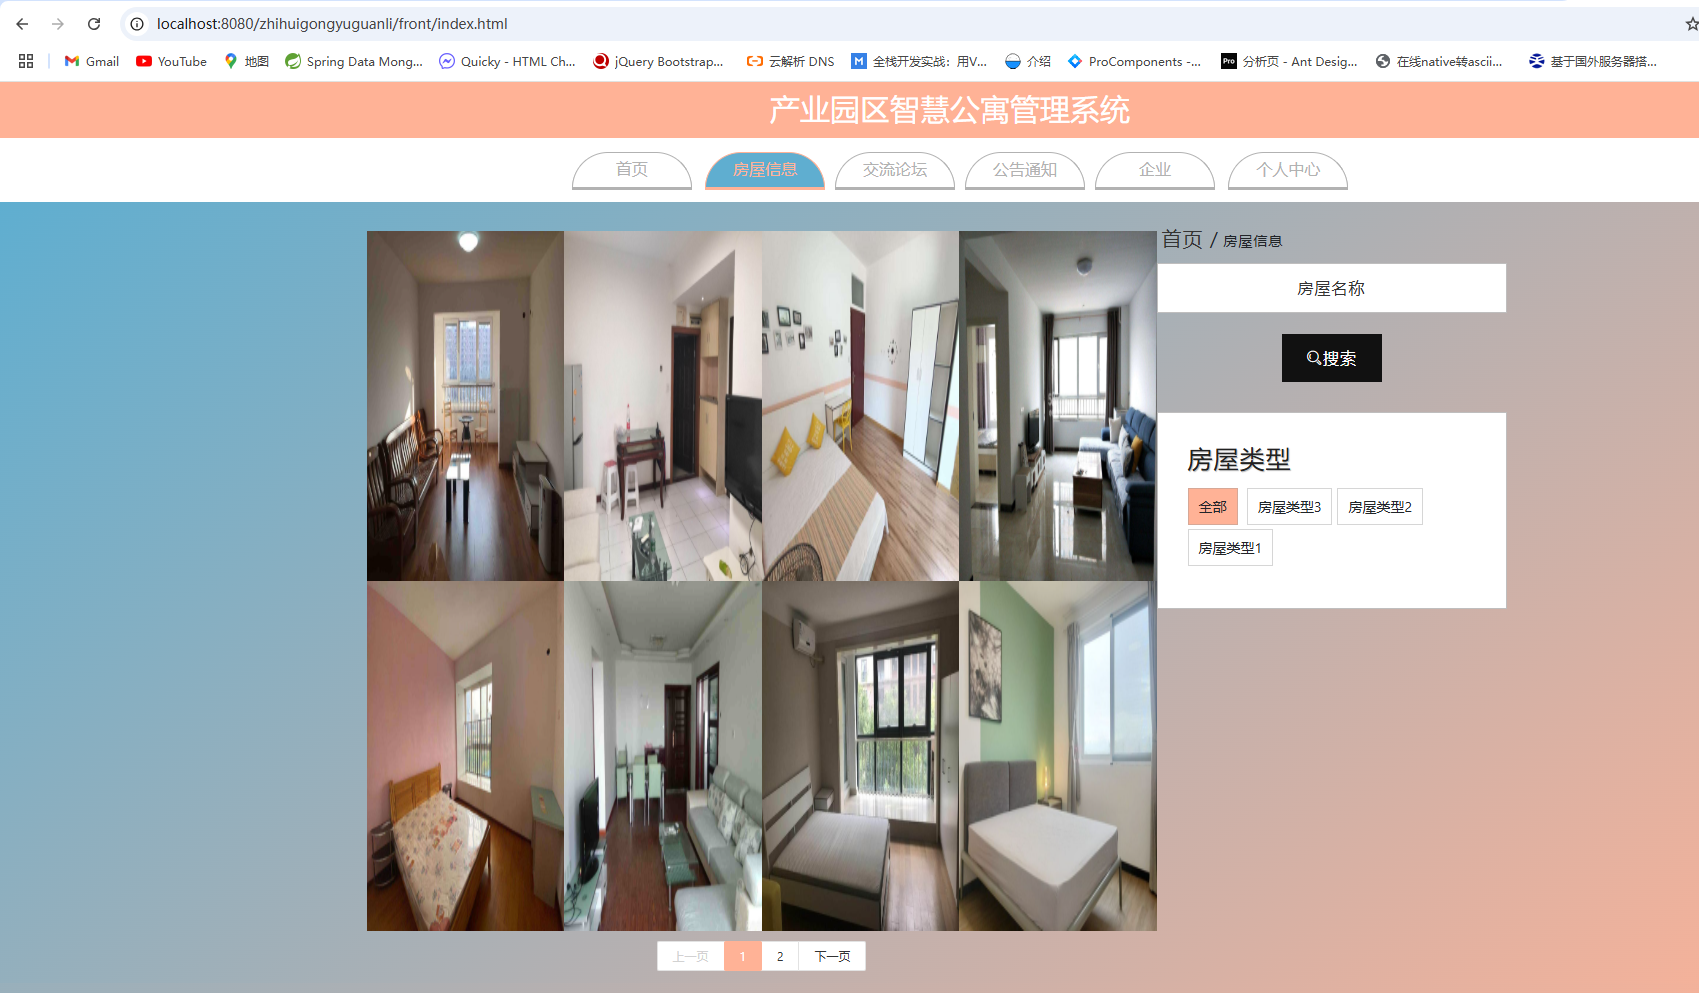 localhost:8080/zhihuigongyuguanli/front/index.html
Gmail YouTube 地图 Spring Data Mong... Quicky - HTML Ch... jQuery Bootstrap... 云解析 DNS 全栈开发实战：用V... 介绍 ProComponents -... Pro 分析页 - Ant Desig... 在线native转ascii... 基于国外服务器搭...
产业园区智慧公寓管理系统
首页 房屋信息 交流论坛 公告通知 企业 个人中心
首页 / 房屋信息
房屋名称
搜索
房屋类型
全部 房屋类型3 房屋类型2
房屋类型1
上一页 1 2 下一页